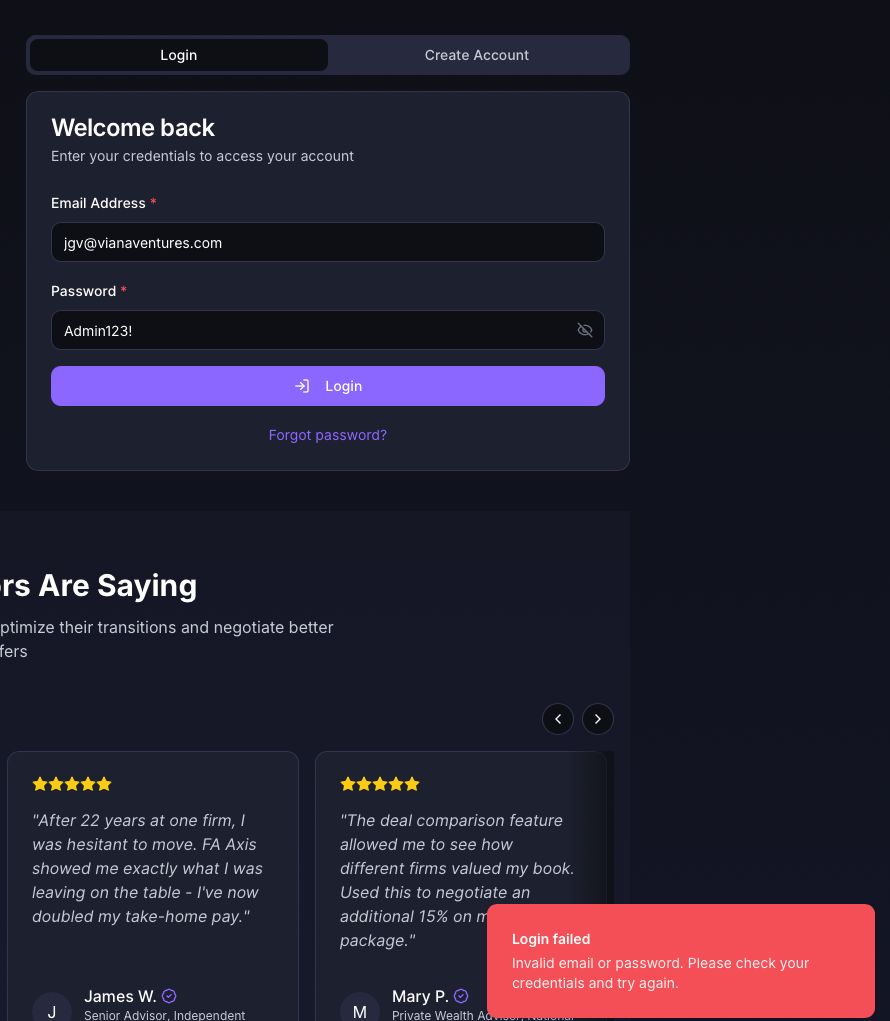 Login
Create Account
Welcome back
Enter your credentials to access your account
Email Address *
jgv@vianaventures.com
Password *
Admin123!
Login
Forgot password?
rs Are Saying
ptimize their transitions and negotiate better
fers
"After 22 years at one firm, I
was hesitant to move. FA Axis
showed me exactly what I was
leaving on the table - I've now
doubled my take-home pay."
J
James W.
Senior Advisor, Independent
"The deal comparison feature
allowed me to see how
different firms valued my book.
Used this to negotiate an
additional 15% on m
package."
M
Mary P.
Private Wealth Advisor, National
Login failed
Invalid email or password. Please check your
credentials and try again.